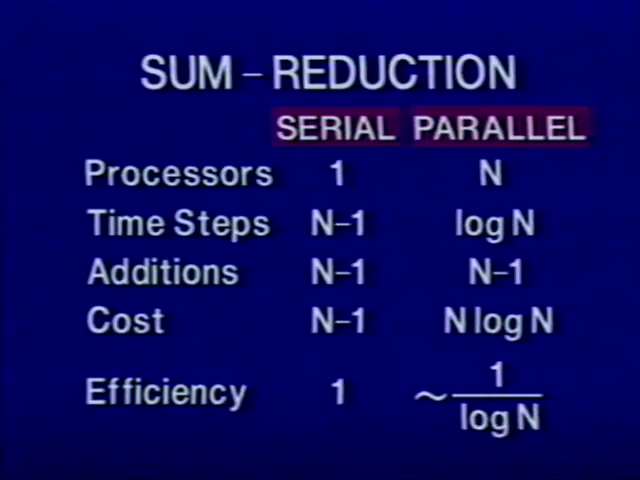 SUM – REDUCTION
SERIAL PARALLEL
Processors 1 N
Time Steps N–1 log N
Additions N–1 N–1
Cost N–1 N log N
Efficiency 1 ~ 1
log N